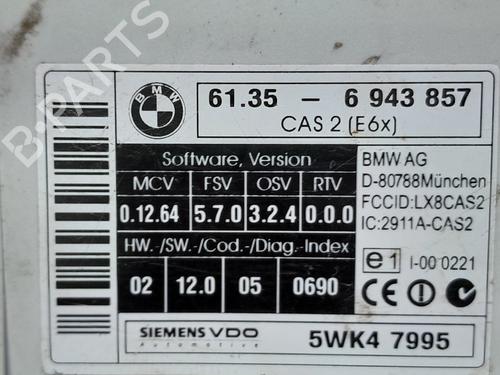 B-PARTS
BMW
61.35 - 6 943 857
CAS 2 (E6x)
Software, Version
MCV FSV OSV RTV
0.12.64 5.7.0 3.2.4 0.0.0
HW.-/SW.-/Cod.-/Diag.-Index
02 12.0 05 0690
BMW AG
D-80788München
FCCID:LX8CAS2
IC:2911A-CAS2
e1 I-00 0221
CE
SIEMENS VDO
Automotive
5WK4 7995